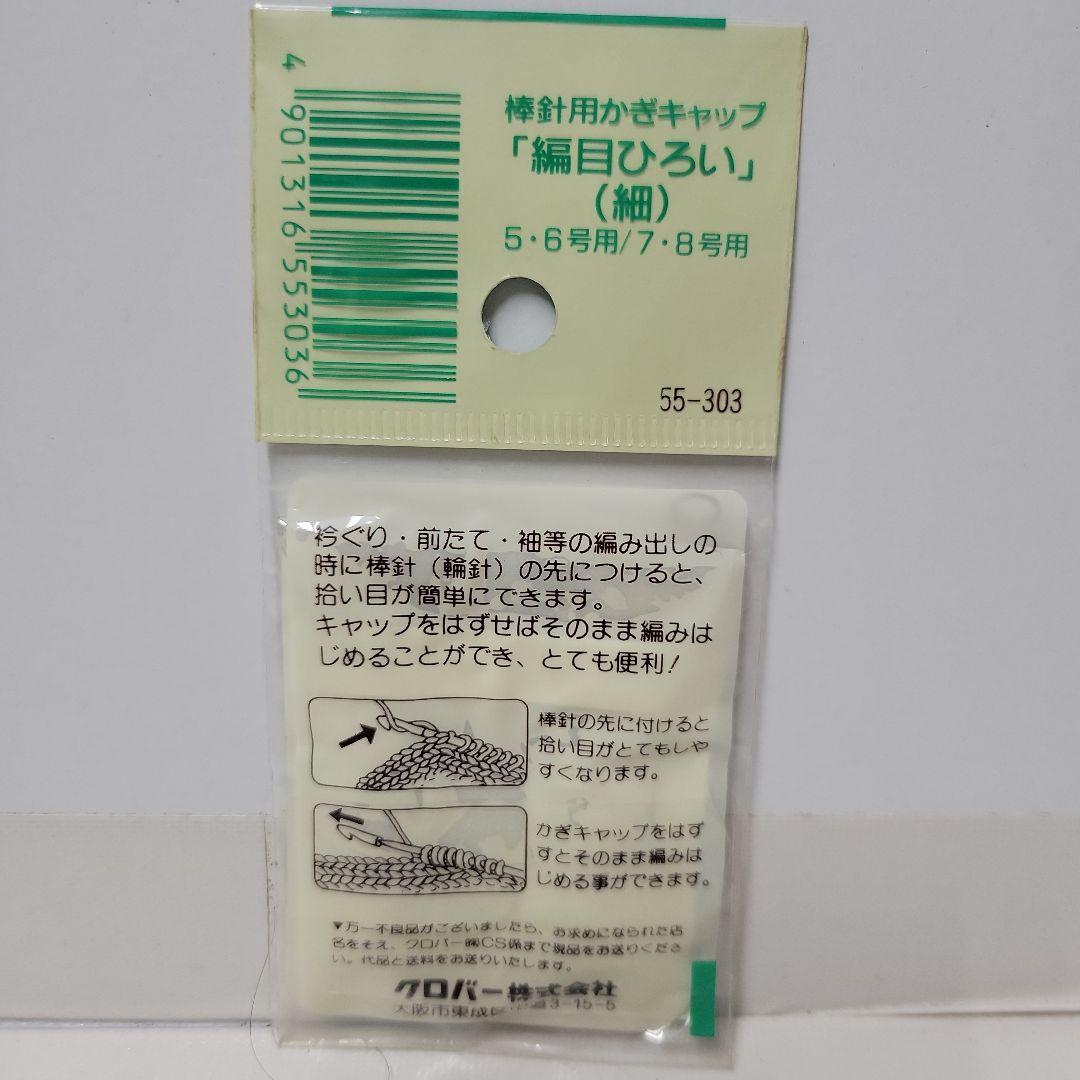 棒針用かぎキャップ
「編目ひろい」
(細)
5・6号用/7・8号用
4 901316 553036
55-303
衿ぐり・前たて・袖等の編み出しの
時に棒針（輪針）の先につけると、
拾い目が簡単にできます。
キャップをはずせばそのまま編みは
じめることができ、とても便利!
棒針の先に付けると
拾い目がとてもしや
すくなります。
かぎキャップをはず
すとそのまま編みは
じめる事ができます。
▼万一不良品がございましたら、お求めになられた店
名をそえ、クロバー㈱CS係まで現品をお送りくださ
い。代品と送料をお送りいたします。
クロバー株式会社
大阪市東成区 3-15-5